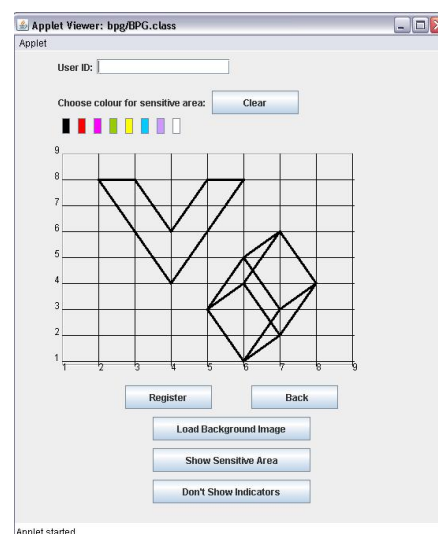 Applet Viewer: bpg/BPG.class
Applet
User ID:
Choose colour for sensitive area: Clear
9
8
7
6
5
4
3
2
1
1 2 3 4 5 6 7 8 9
Register Back
Load Background Image
Show Sensitive Area
Don't Show Indicators
Applet started.